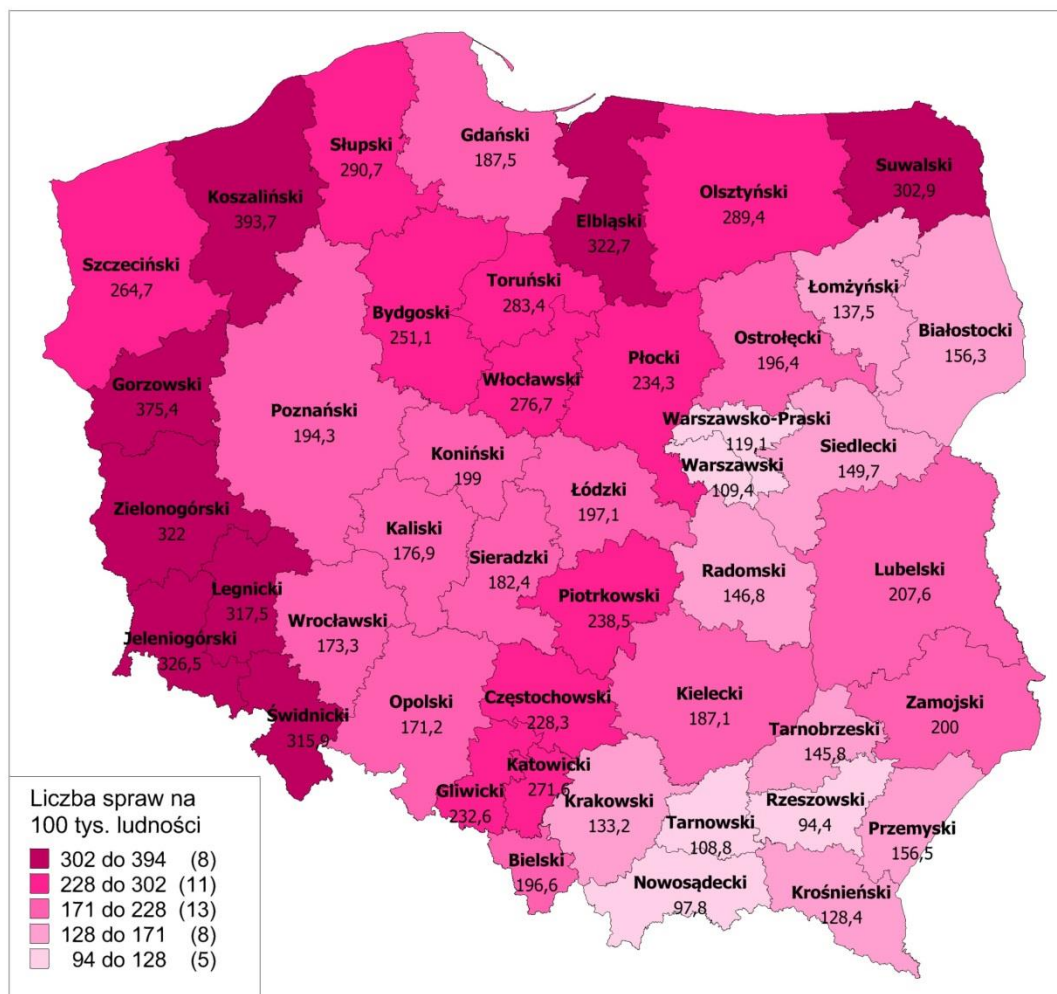 Słupski
290,7
Gdański
187,5
Koszaliński
393,7
Elbląski
322,7
Olsztyński
289,4
Suwalski
302,9
Szczeciński
264,7
Bydgoski
251,1
Toruński
283,4
Łomżyński
137,5
Białostocki
156,3
Ostrołęcki
196,4
Płocki
234,3
Włocławski
276,7
Gorzowski
375,4
Poznański
194,3
Warszawsko-Praski
119,1
Warszawski
109,4
Siedlecki
149,7
Koniński
199
Łódzki
197,1
Zielonogórski
322
Kaliski
176,9
Sieradzki
182,4
Piotrkowski
238,5
Radomski
146,8
Lubelski
207,6
Legnicki
317,5
Wrocławski
173,3
Jeleniogórski
326,5
Świdnicki
315,9
Opolski
171,2
Częstochowski
228,3
Kielecki
187,1
Zamojski
200
Tarnobrzeski
145,8
Katowicki
271,6
Gliwicki
232,6
Krakowski
133,2
Tarnowski
108,8
Rzeszowski
94,4
Przemyski
156,5
Bielski
196,6
Nowosądecki
97,8
Krośnieński
128,4
Liczba spraw na
100 tys. ludności
302 do 394 (8)
228 do 302 (11)
171 do 228 (13)
128 do 171 (8)
94 do 128 (5)